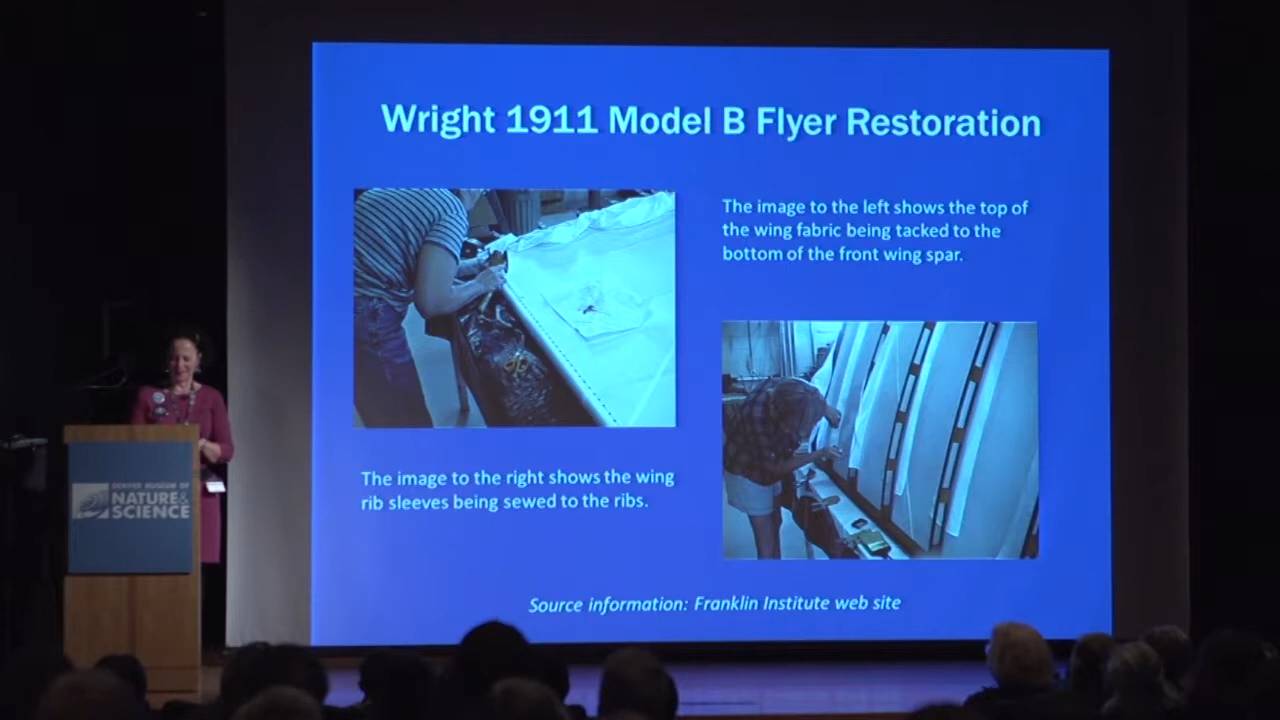 Wright 1911 Model B Flyer Restoration
The image to the left shows the top of
the wing fabric being tacked to the
bottom of the front wing spar.
The image to the right shows the wing
rib sleeves being sewed to the ribs.
Source information: Franklin Institute web site
DENVER MUSEUM OF
NATURE&
SCIENCE